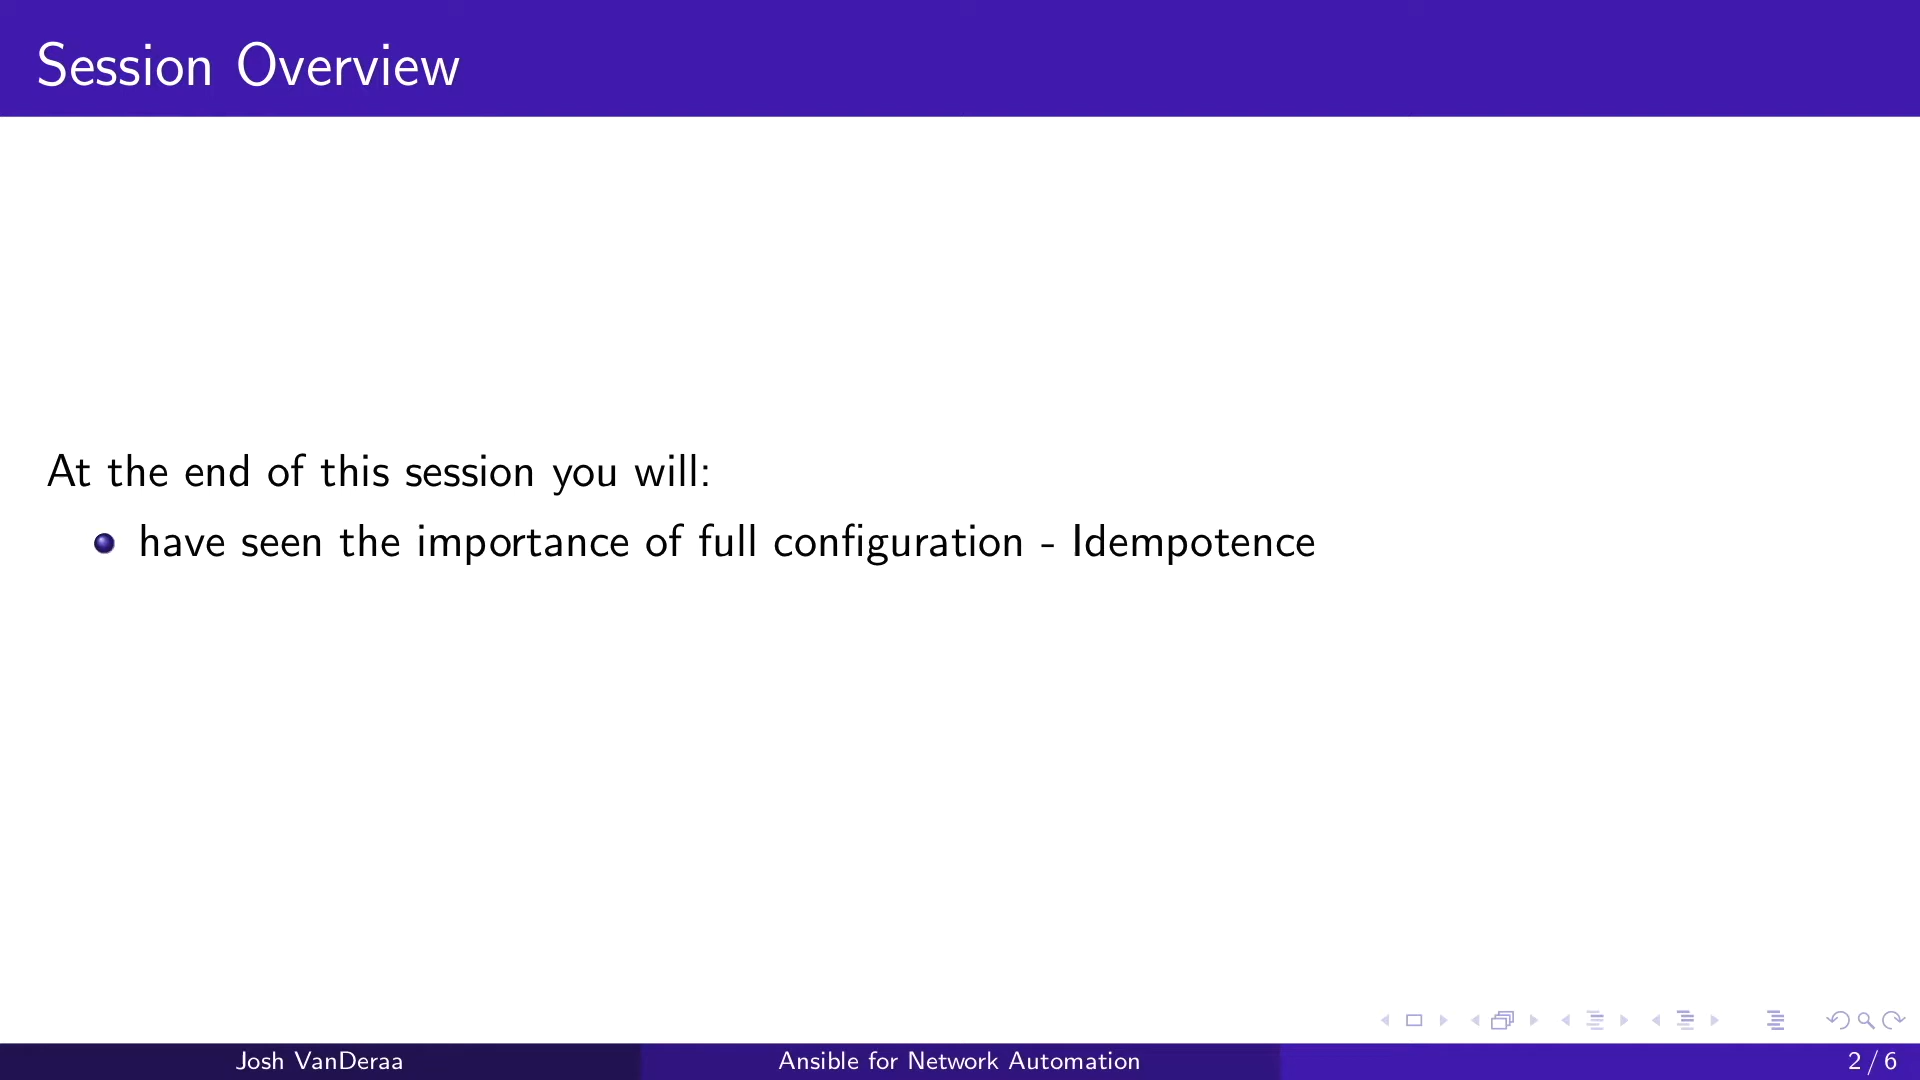 Session Overview
At the end of this session you will:
have seen the importance of full configuration - Idempotence
Josh VanDeraa
Ansible for Network Automation
2 / 6